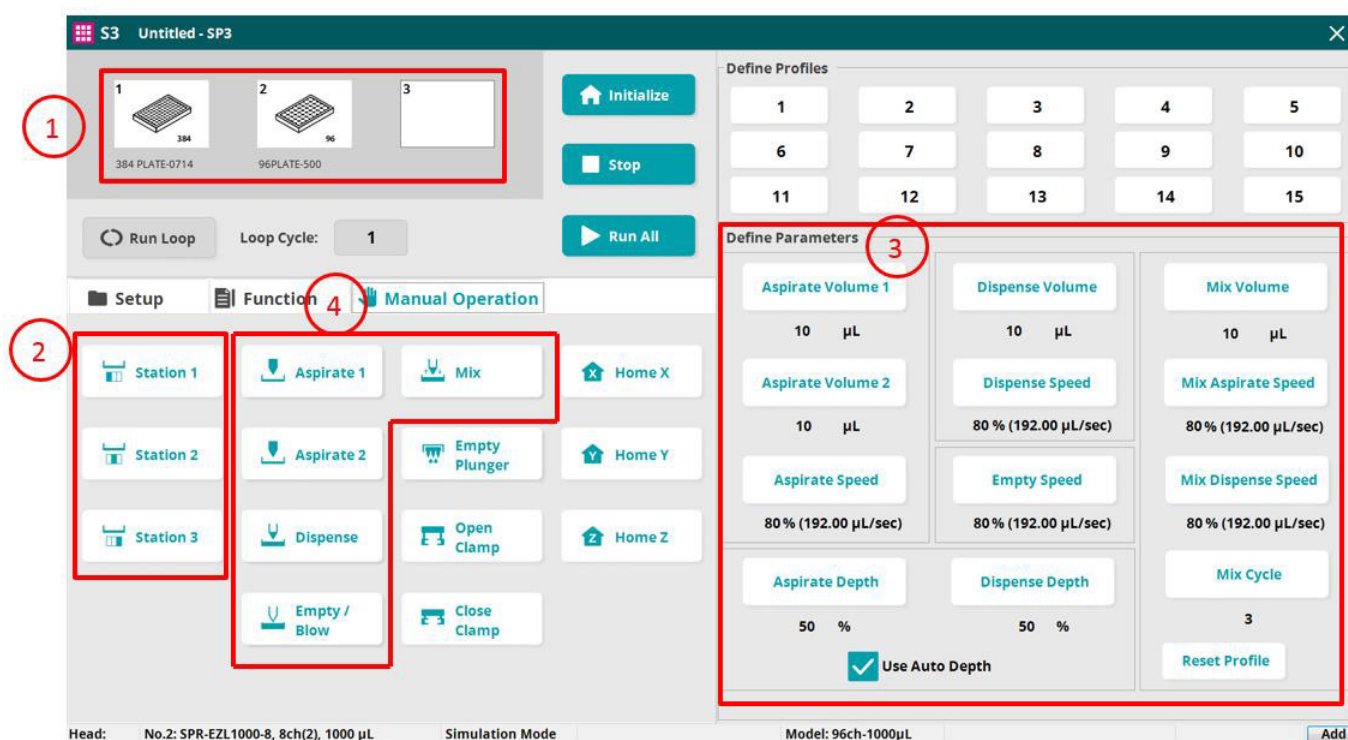 S3 Untitled - SP3
1 2 3
384 96
384 PLATE-0714 96PLATE-500
1
Initialize
Stop
Run All
Run Loop Loop Cycle: 1
Setup Function Manual Operation
4
2
Station 1 Aspirate 1 Mix Home X
Station 2 Aspirate 2 Empty Plunger Home Y
Station 3 Dispense Open Clamp Home Z
Empty / Blow Close Clamp
Define Profiles
1 2 3 4 5
6 7 8 9 10
11 12 13 14 15
Define Parameters
3
Aspirate Volume 1 Dispense Volume Mix Volume
10 µL 10 µL 10 µL
Aspirate Volume 2 Dispense Speed Mix Aspirate Speed
10 µL 80 % (192.00 µL/sec) 80 % (192.00 µL/sec)
Aspirate Speed Empty Speed Mix Dispense Speed
80 % (192.00 µL/sec) 80 % (192.00 µL/sec) 80 % (192.00 µL/sec)
Aspirate Depth Dispense Depth Mix Cycle
50 % 50 % 3
Use Auto Depth Reset Profile
Head: No.2: SPR-EZL1000-8, 8ch(2), 1000 µL Simulation Mode Model: 96ch-1000µL Add